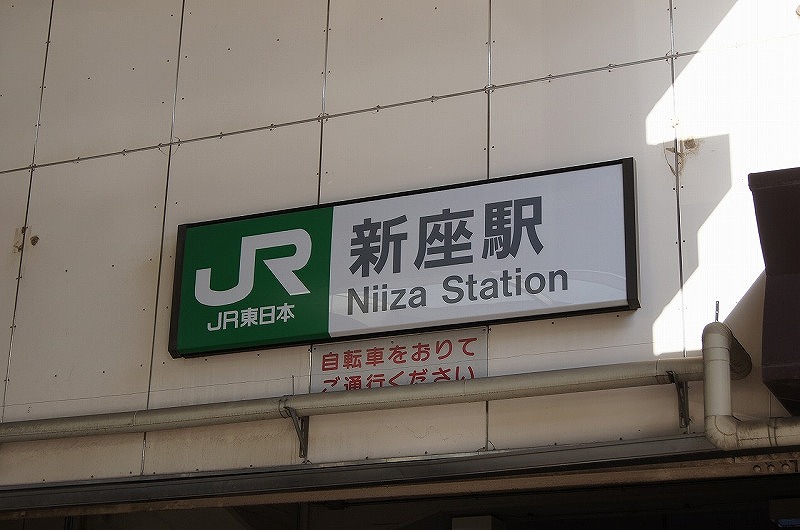 JR
JR東日本
新座駅
Niiza Station
自転車をおりて
ご通行ください